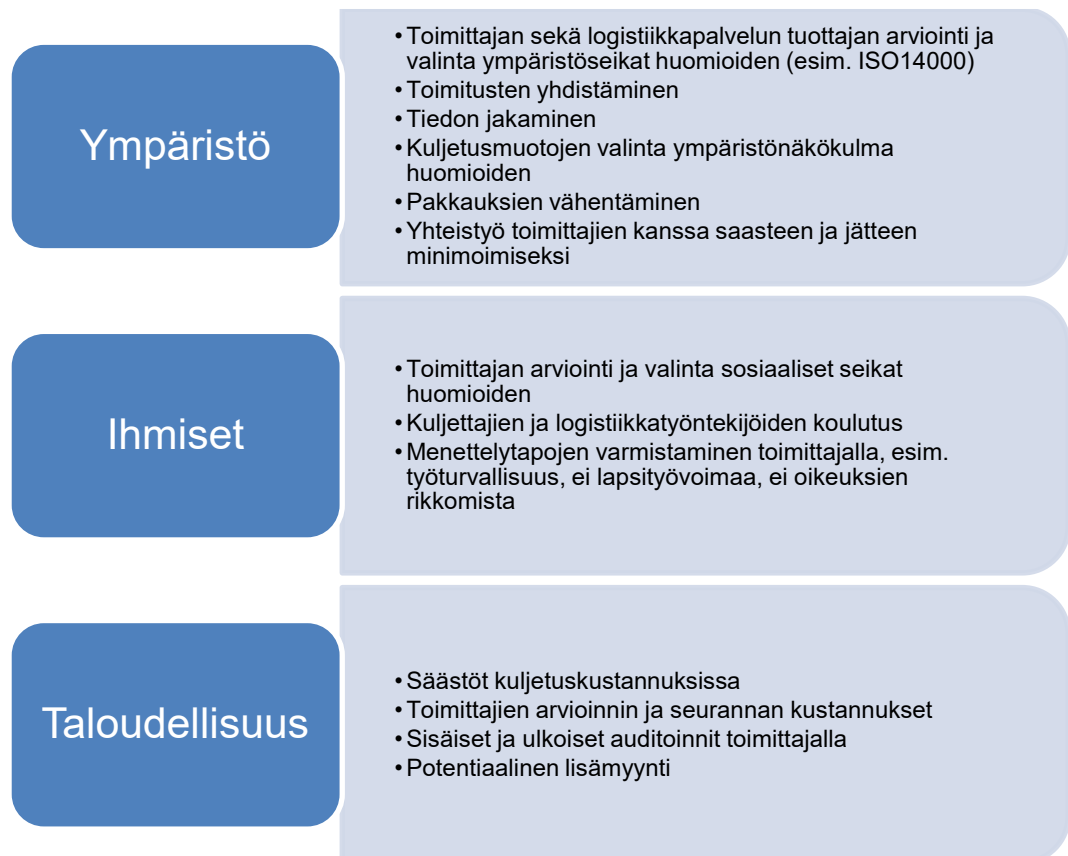 Ympäristö
•Toimittajan sekä logistiikkapalvelun tuottajan arviointi ja
valinta ympäristöseikat huomioiden (esim. ISO14000)
•Toimitusten yhdistäminen
•Tiedon jakaminen
•Kuljetusmuotojen valinta ympäristönäkökulma
huomioiden
•Pakkauksien vähentäminen
•Yhteistyö toimittajien kanssa saasteen ja jätteen
minimoimiseksi
Ihmiset
•Toimittajan arviointi ja valinta sosiaaliset seikat
huomioiden
•Kuljettajien ja logistiikkatyöntekijöiden koulutus
•Menettelytapojen varmistaminen toimittajalla, esim.
työturvallisuus, ei lapsityövoimaa, ei oikeuksien
rikkomista
Taloudellisuus
•Säästöt kuljetuskustannuksissa
•Toimittajien arvioinnin ja seurannan kustannukset
•Sisäiset ja ulkoiset auditoinnit toimittajalla
•Potentiaalinen lisämyynti